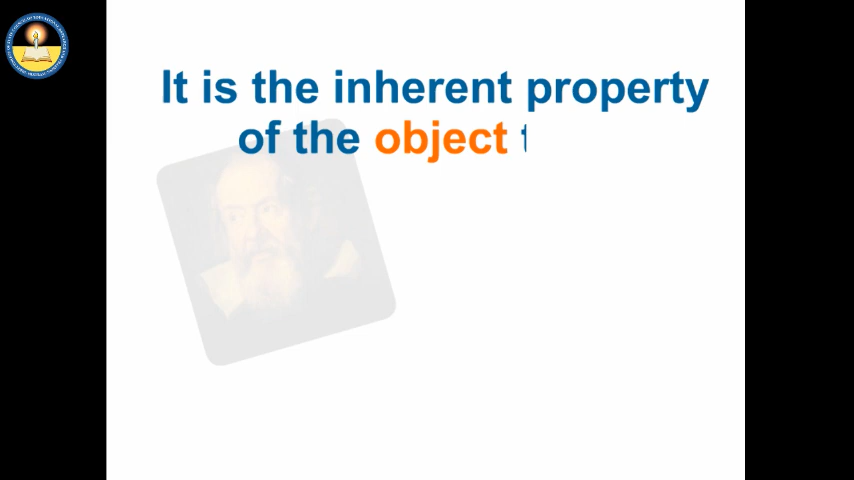 It is the inherent property
of the object t